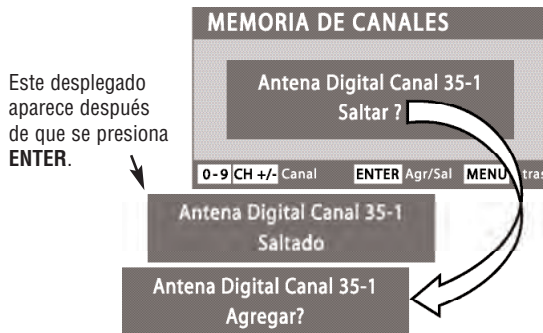 MEMORIA DE CANALES
Este desplegado
aparece después
de que se presiona
ENTER.
Antena Digital Canal 35-1
Saltar ?
0-9 CH +/- Canal ENTER Agr/Sal MENU
Antena Digital Canal 35-1
Saltado
Antena Digital Canal 35-1
Agregar?